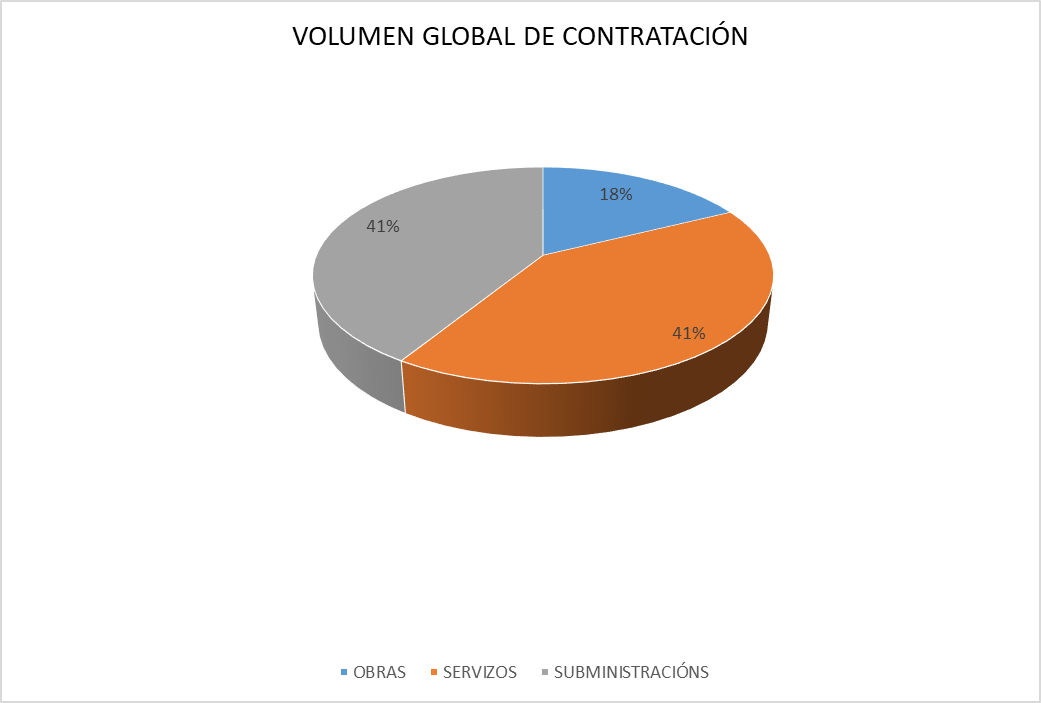 VOLUMEN GLOBAL DE CONTRATACIÓN
18%
41%
41%
OBRAS SERVIZOS SUBMINISTRACIÓNS